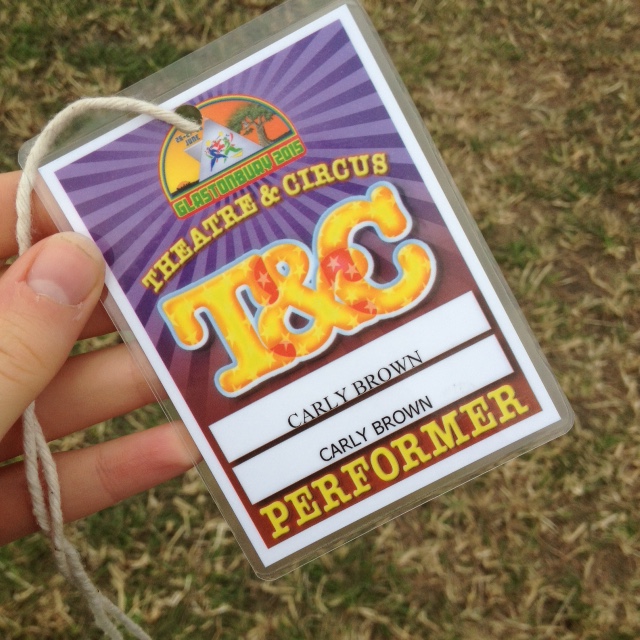 GLASTONBURY 2015
THEATRE & CIRCUS
T&C
CARLY BROWN
CARLY BROWN
PERFORMER